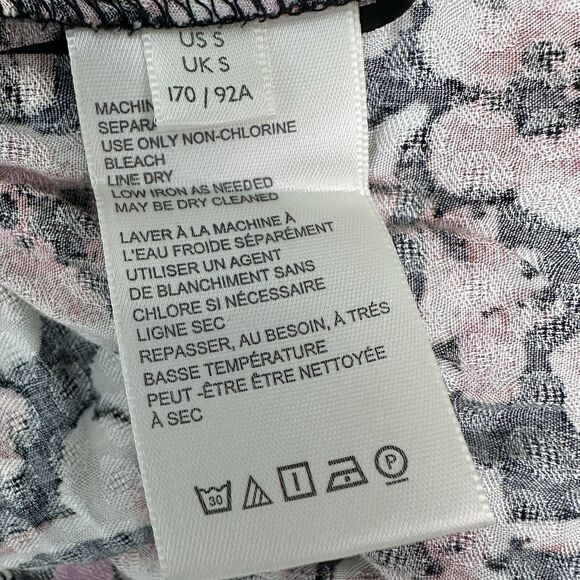 US S
UK S
170 / 92A
MACHIN
SEPARA
USE ONLY NON-CHLORINE
BLEACH
LINE DRY
LOW IRON AS NEEDED
MAY BE DRY CLEANED
LAVER À LA MACHINE À
L'EAU FROIDE SÉPARÉMENT
UTILISER UN AGENT
DE BLANCHIMENT SANS
CHLORE SI NÉCESSAIRE
LIGNE SEC
REPASSER, AU BESOIN, À TRÉS
BASSE TEMPÉRATURE
PEUT -ÊTRE ÊTRE NETTOYÉE
À SEC
30 P